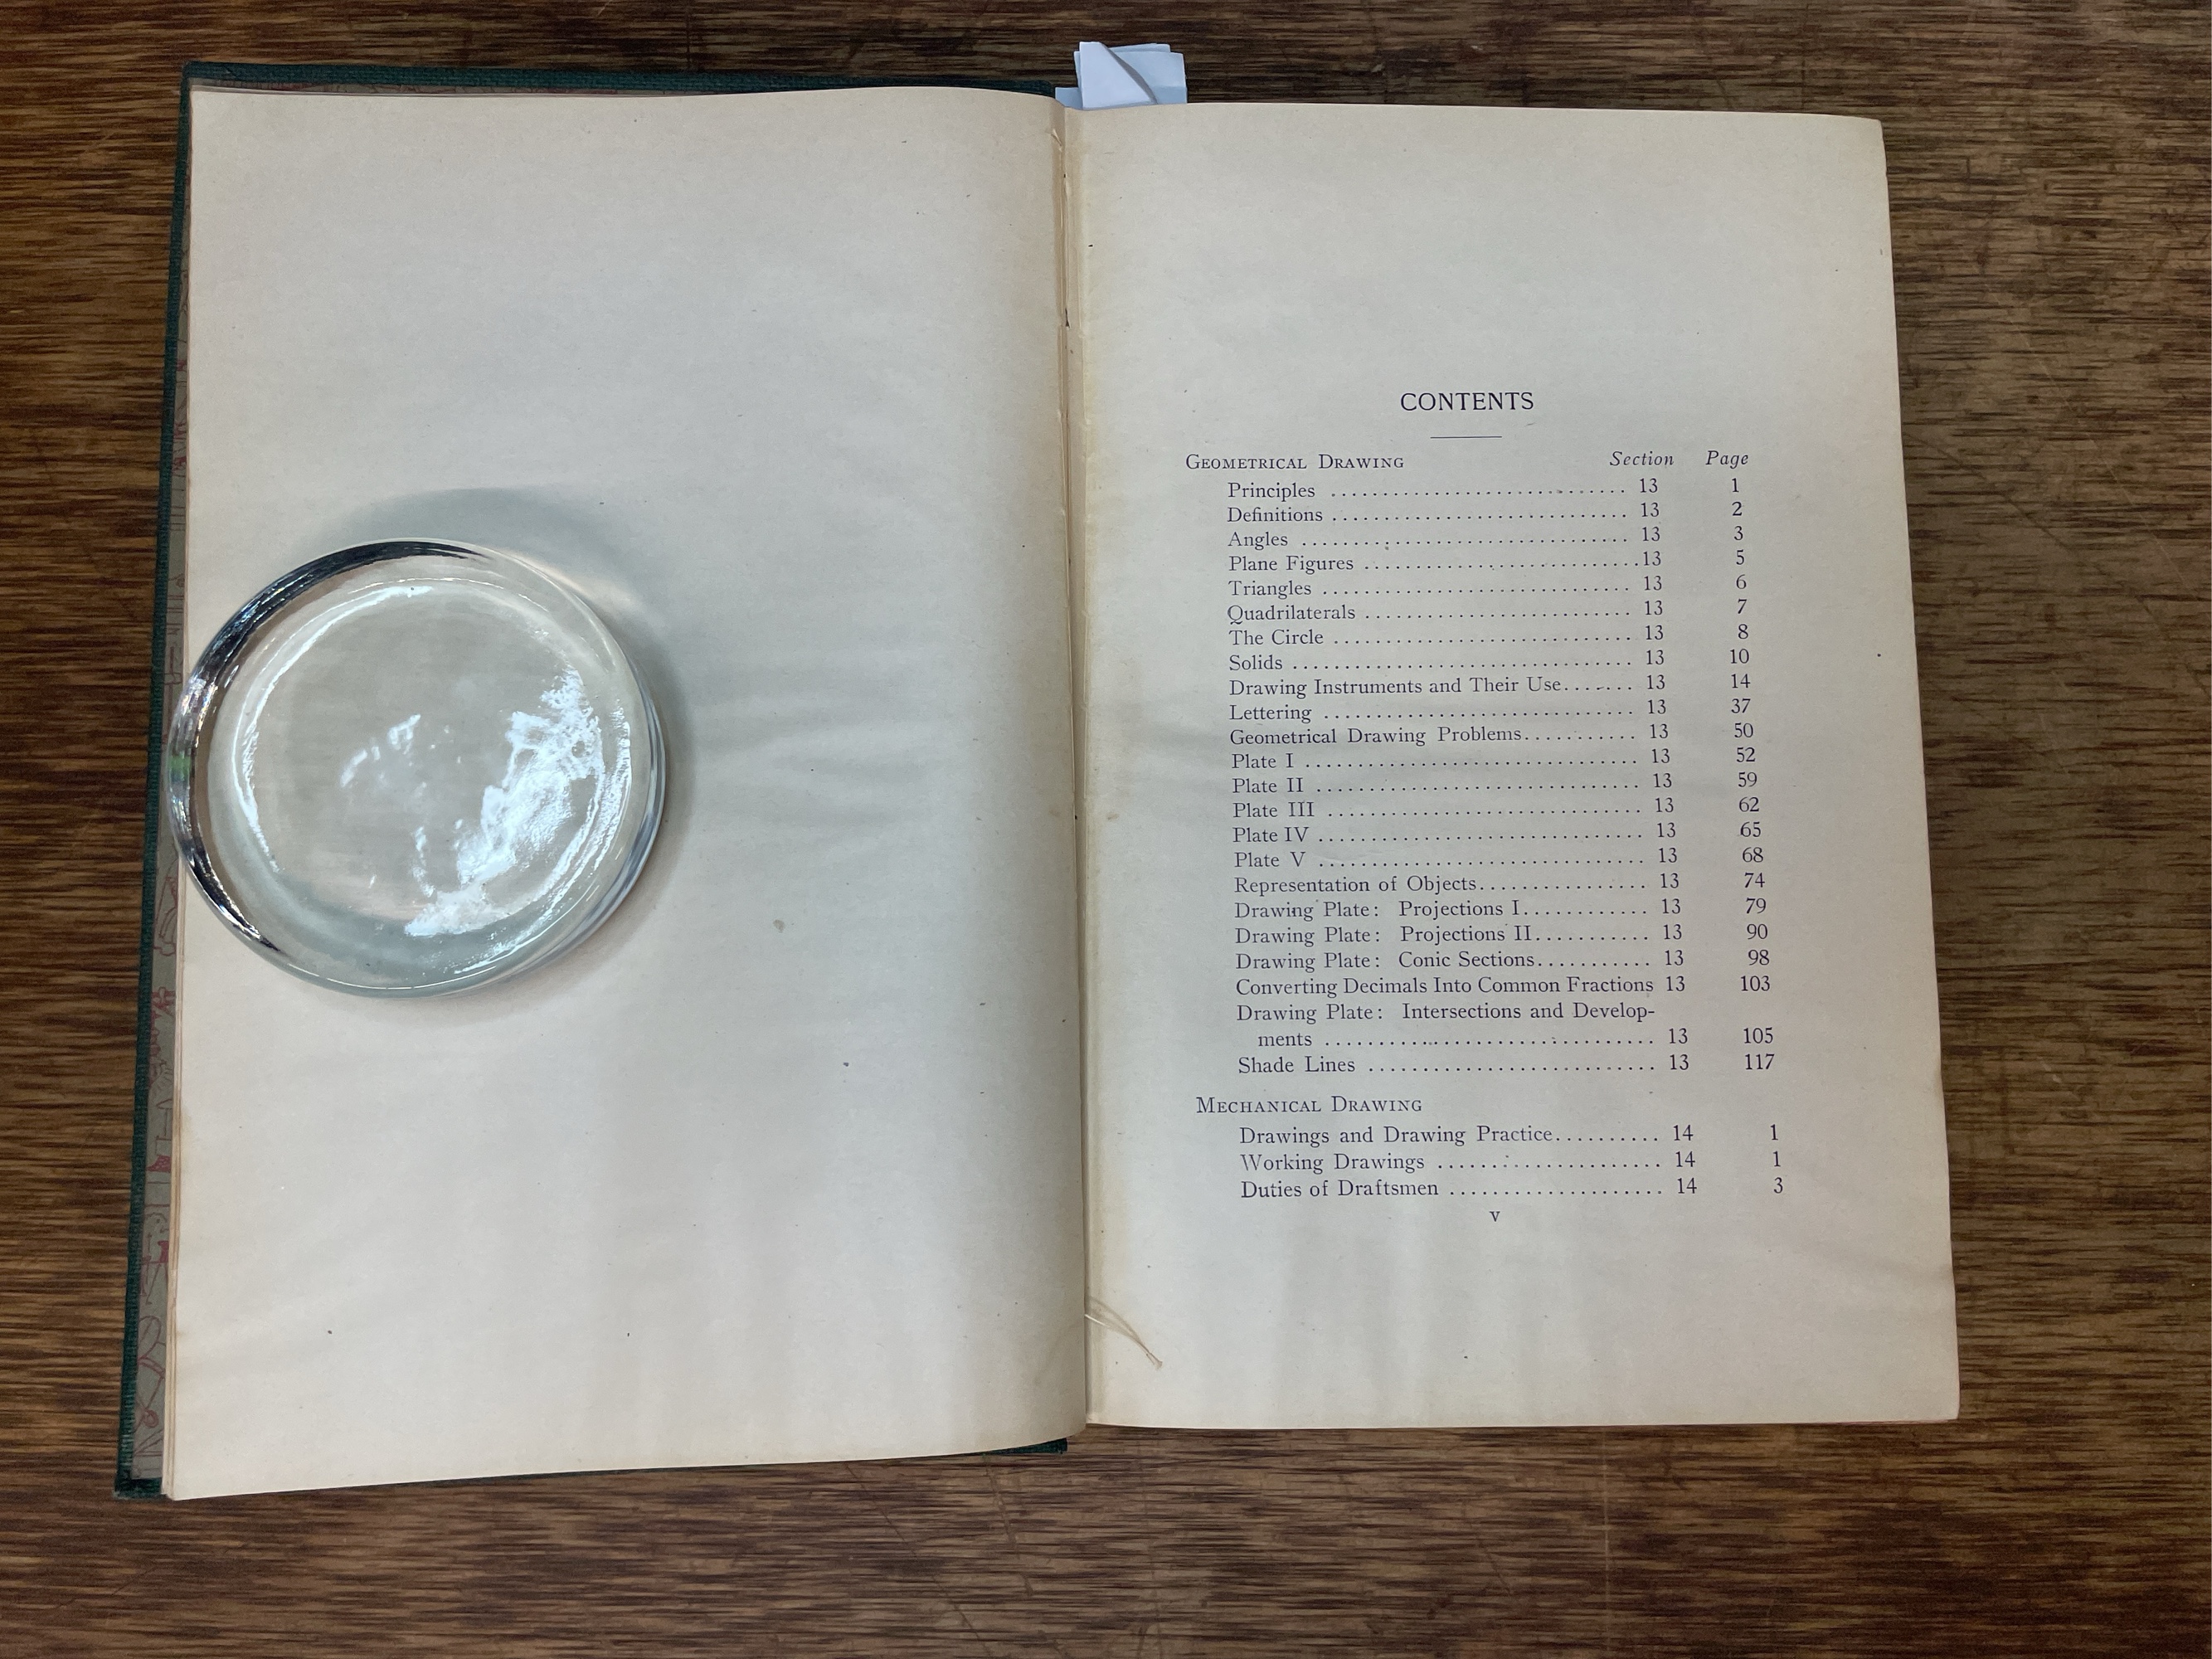 CONTENTS
GEOMETRICAL DRAWING Section Page
Principles ............................ 13 1
Definitions ............................ 13 2
Angles ............................... 13 3
Plane Figures ..........................13 5
Triangles ............................. 13 6
Quadrilaterals ......................... 13 7
The Circle ............................ 13 8
Solids ................................ 13 10
Drawing Instruments and Their Use....... 13 14
Lettering ............................. 13 37
Geometrical Drawing Problems........... 13 50
Plate I ................................ 13 52
Plate II ............................... 13 59
Plate III .............................. 13 62
Plate IV ............................... 13 65
Plate V ............................... 13 68
Representation of Objects................ 13 74
Drawing Plate: Projections I............ 13 79
Drawing Plate: Projections II........... 13 90
Drawing Plate: Conic Sections........... 13 98
Converting Decimals Into Common Fractions 13 103
Drawing Plate: Intersections and Develop-
ments ............................... 13 105
Shade Lines ........................... 13 117
MECHANICAL DRAWING
Drawings and Drawing Practice.......... 14 1
Working Drawings ..................... 14 1
Duties of Draftsmen .................... 14 3
v